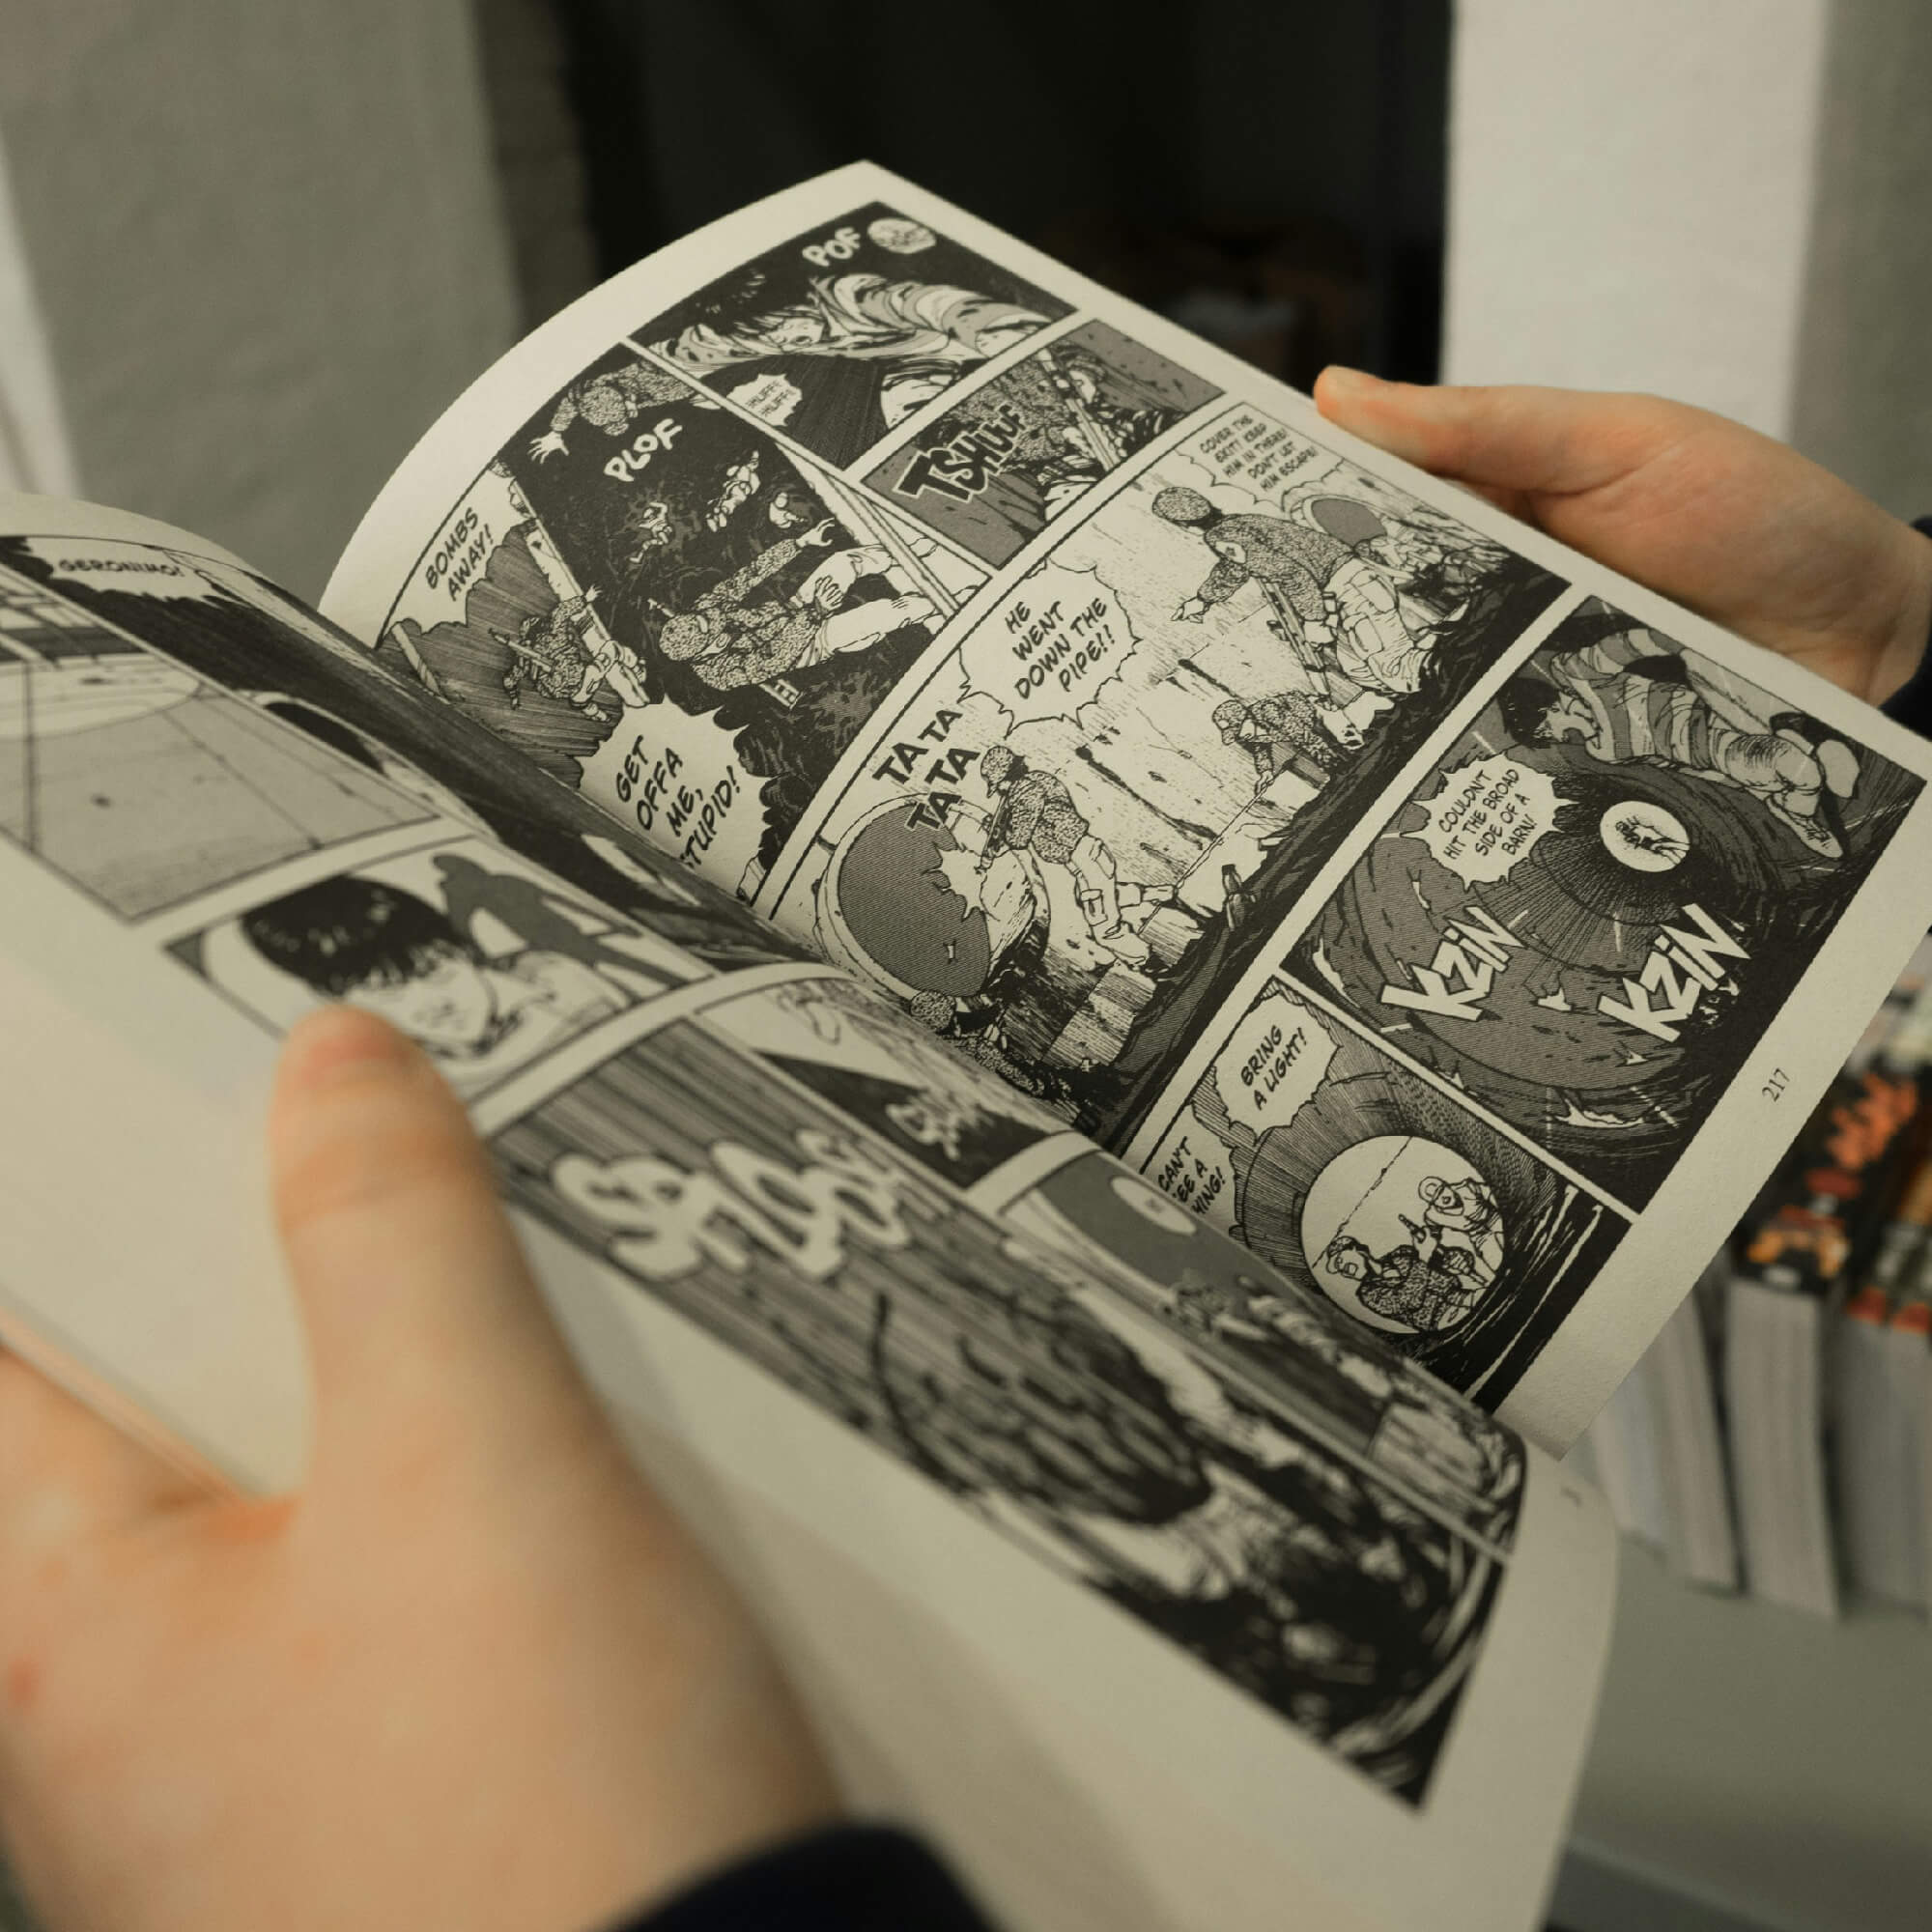 GERONIMO!
POF
HUFF!
HUFF!
TSHUUF
PLOF
BOMBS
AWAY!
GET
OFFA
ME,
STUPID!
COVER THE
EXIT! KEEP
HIM IN THERE!
DON'T LET
HIM ESCAPE!
HE
WENT
DOWN THE
PIPE!!
TA TA
TA TA
COULDN'T
HIT THE BROAD
SIDE OF A
BARN!
KZiN
KZiN
BRING
A LIGHT!
CAN'T
217